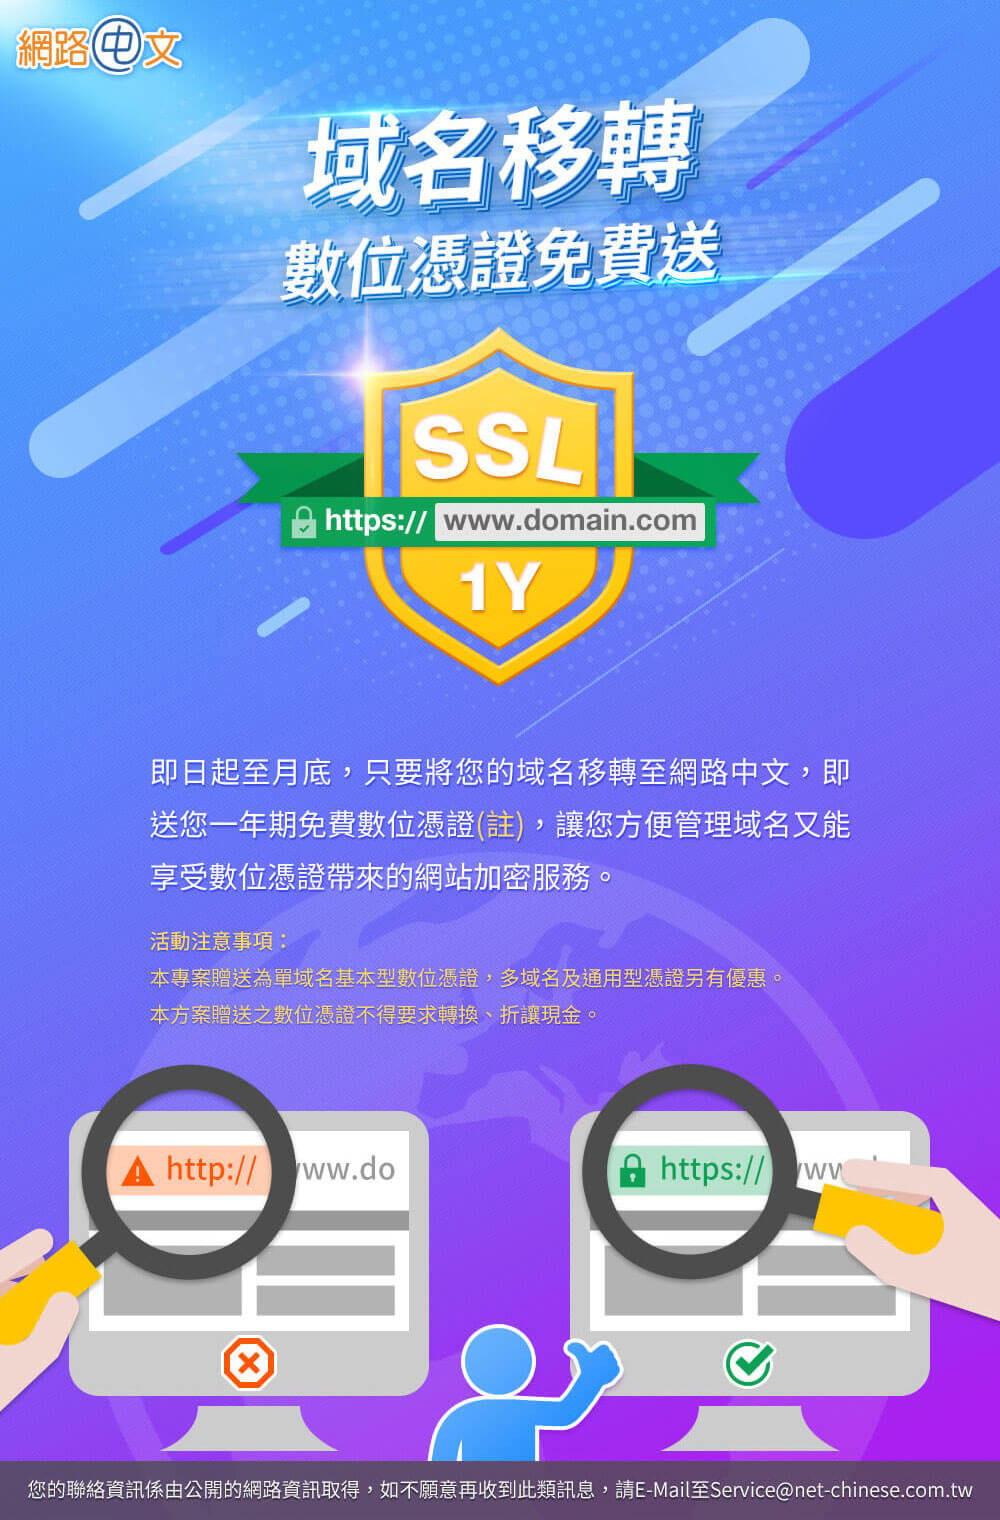 網路中文
域名移轉
數位憑證免費送
SSL
https:// www.domain.com
1Y
即日起至月底，只要將您的域名移轉至網路中文，即
送您一年期免費數位憑證(註)，讓您方便管理域名又能
享受數位憑證帶來的網站加密服務。
活動注意事項：
本專案贈送為單域名基本型數位憑證，多域名及通用型憑證另有優惠。
本方案贈送之數位憑證不得要求轉換、折讓現金。
http:// www.do
https:// ww
您的聯絡資訊係由公開的網路資訊取得，如不願意再收到此類訊息，請E-Mail至Service@net-chinese.com.tw